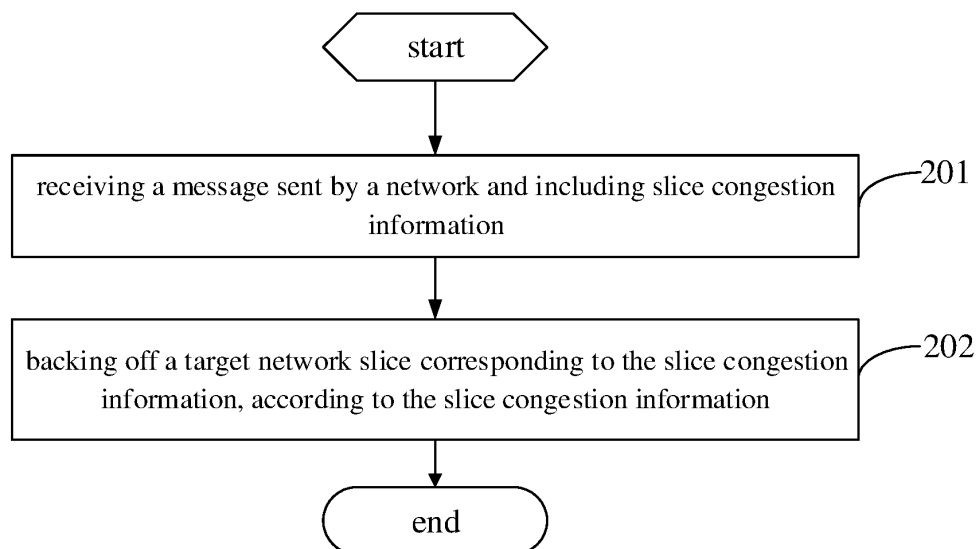 start
receiving a message sent by a network and including slice congestion
information
201
backing off a target network slice corresponding to the slice congestion
information, according to the slice congestion information
202
end